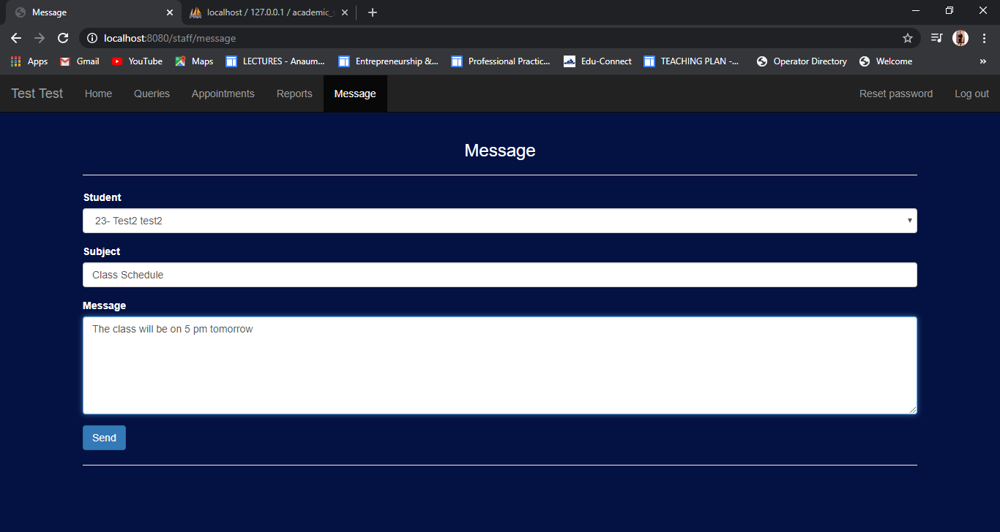 Message
localhost / 127.0.0.1 / academic_s
localhost:8080/staff/message
Apps Gmail YouTube Maps LECTURES - Anaum... Entrepreneurship &... Professional Practic... Edu-Connect TEACHING PLAN -... Operator Directory Welcome »
Test Test Home Queries Appointments Reports Message Reset password Log out
Message
Student
23- Test2 test2
Subject
Class Schedule
Message
The class will be on 5 pm tomorrow
Send